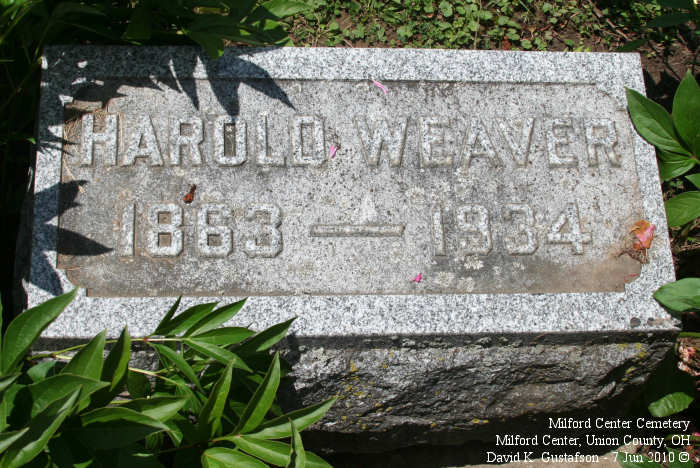 HAROLD WEAVER
1863 — 1934
Milford Center Cemetery
Milford Center, Union County, OH
David K. Gustafson - 7 Jun 2010 ©